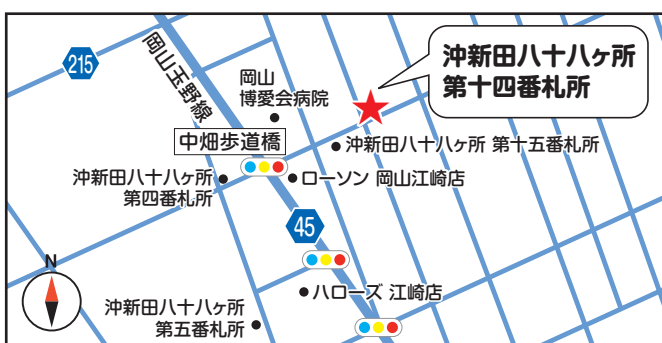 215
岡山玉野線
岡山
博愛会病院
沖新田八十八ヶ所
第十四番札所
中畑歩道橋
沖新田八十八ヶ所 第十五番札所
沖新田八十八ヶ所
第四番札所
ローソン 岡山江崎店
45
N
ハローズ 江崎店
沖新田八十八ヶ所
第五番札所